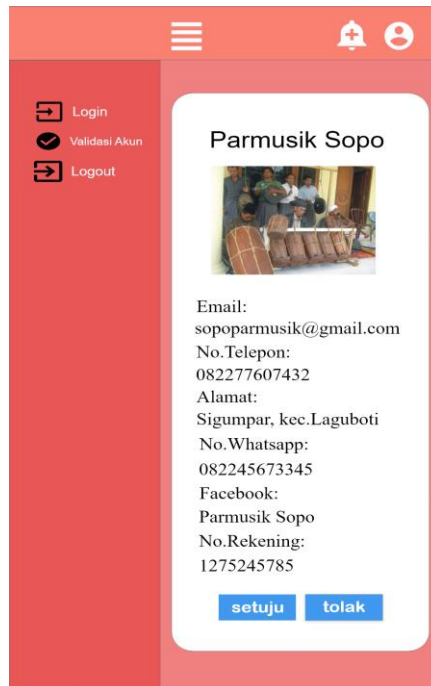 Login
Validasi Akun
Logout
Parmusik Sopo
Email:
sopoparmusik@gmail.com
No.Telepon:
082277607432
Alamat:
Sigumpar, kec.Laguboti
No.Whatsapp:
082245673345
Facebook:
Parmusik Sopo
No.Rekening:
1275245785
setuju
tolak